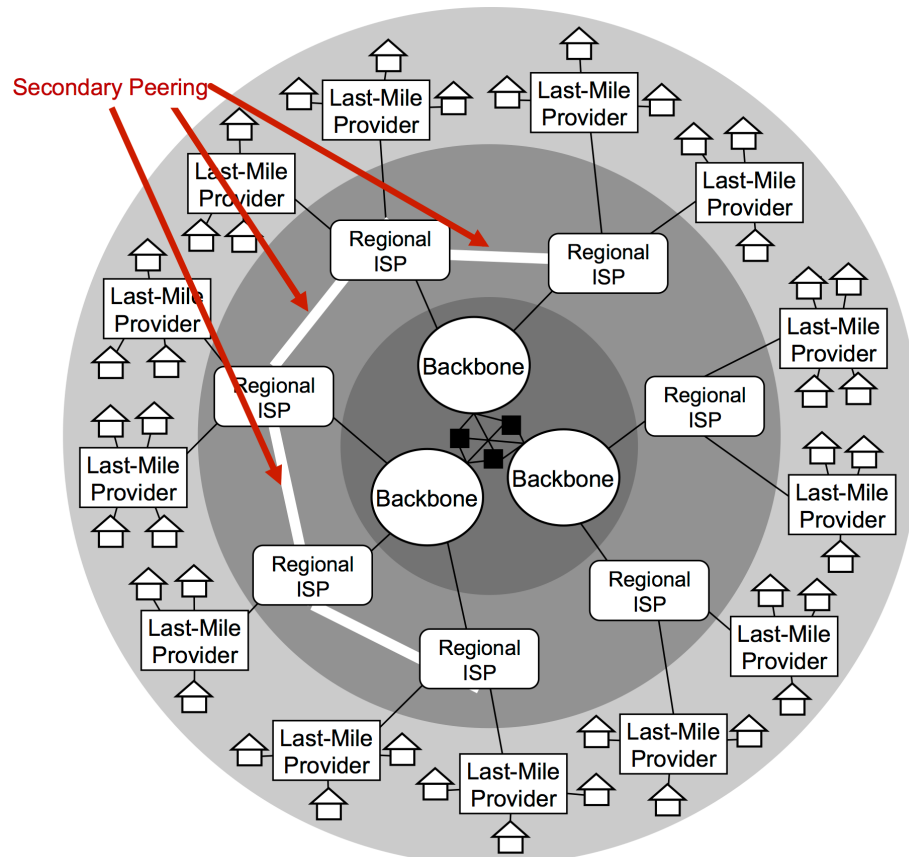 Secondary Peering
Last-Mile
Provider
Last-Mile
Provider
Last-Mile
Provider
Last-Mile
Provider
Regional
ISP
Regional
ISP
Last-Mile
Provider
Last-Mile
Provider
Backbone
Regional
ISP
Regional
ISP
Last-Mile
Provider
Backbone
Backbone
Last-Mile
Provider
Regional
ISP
Regional
ISP
Last-Mile
Provider
Last-Mile
Provider
Regional
ISP
Last-Mile
Provider
Last-Mile
Provider
Last-Mile
Provider